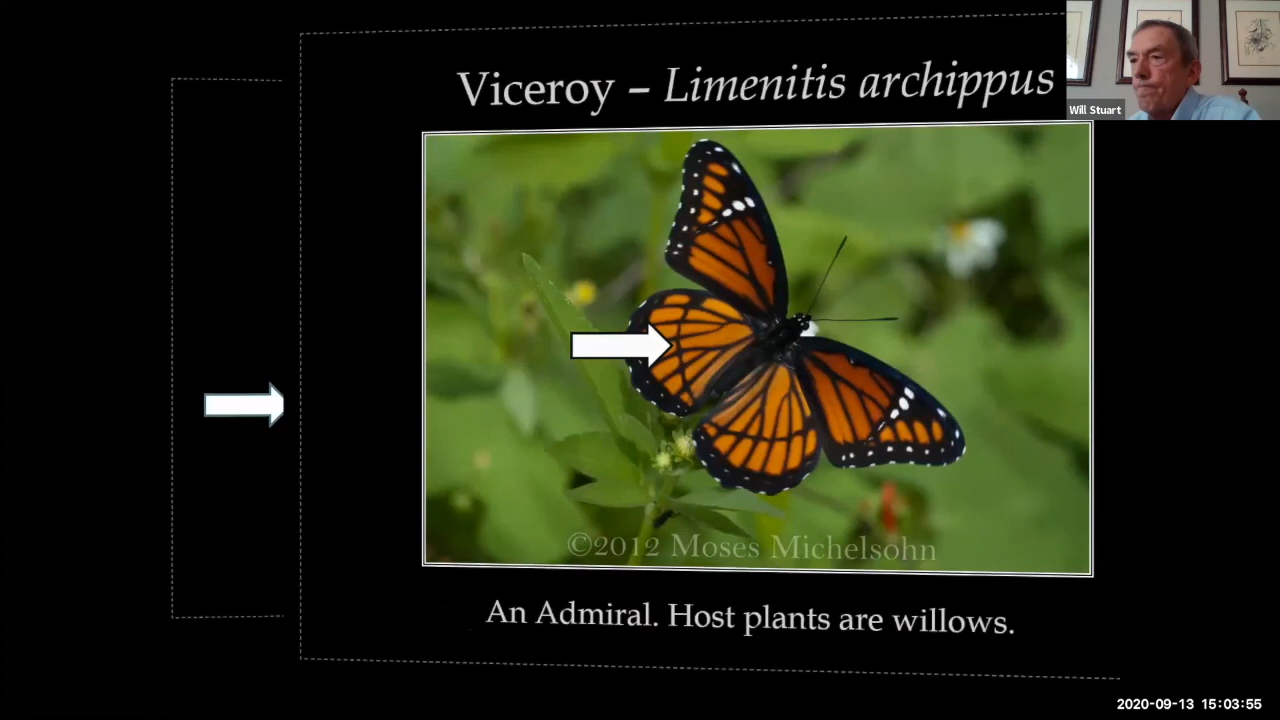 Viceroy – Limenitis archippus
Will Stuart
©2012 Moses Michelsohn
An Admiral. Host plants are willows.
2020-09-13 15:03:55